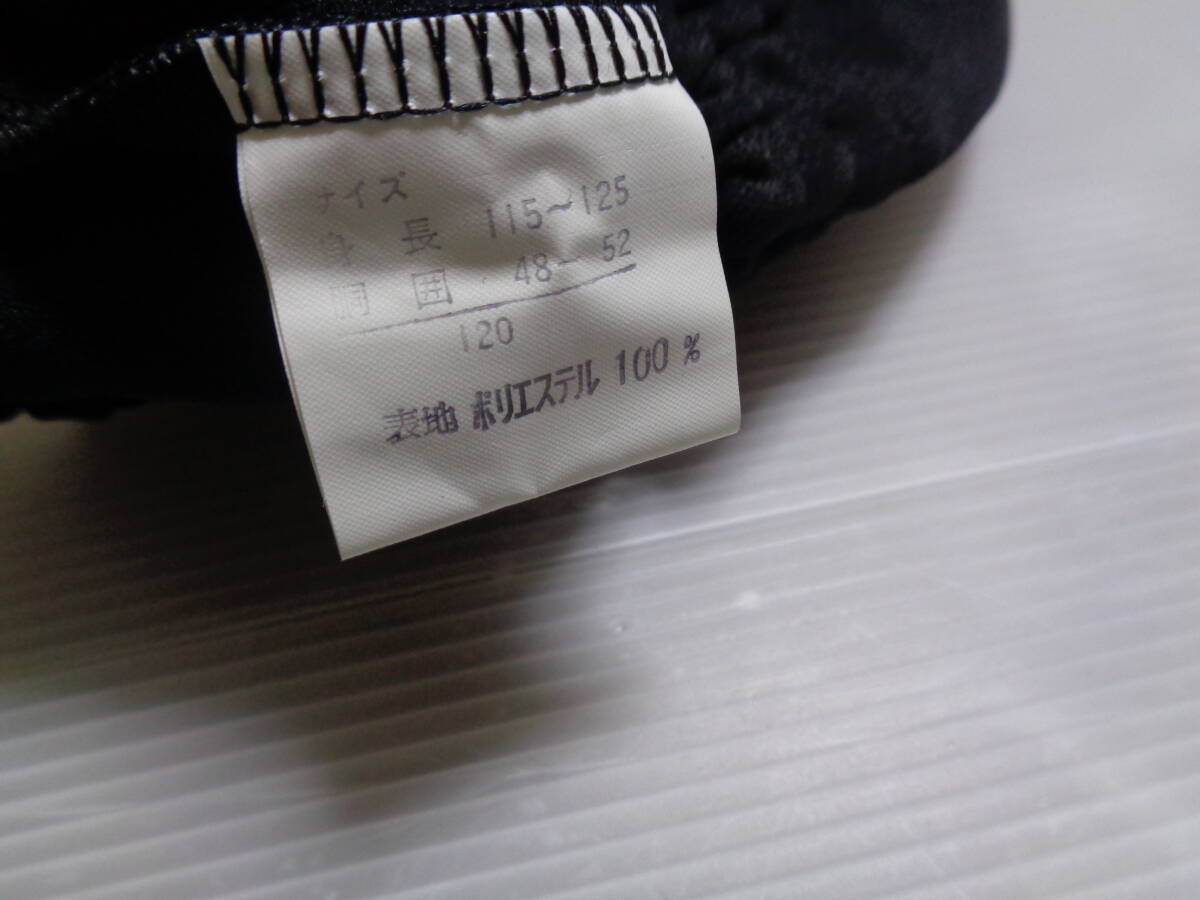 サイズ
身長 115~125
胴囲 48- 52
120
表地 ポリエステル 100 %